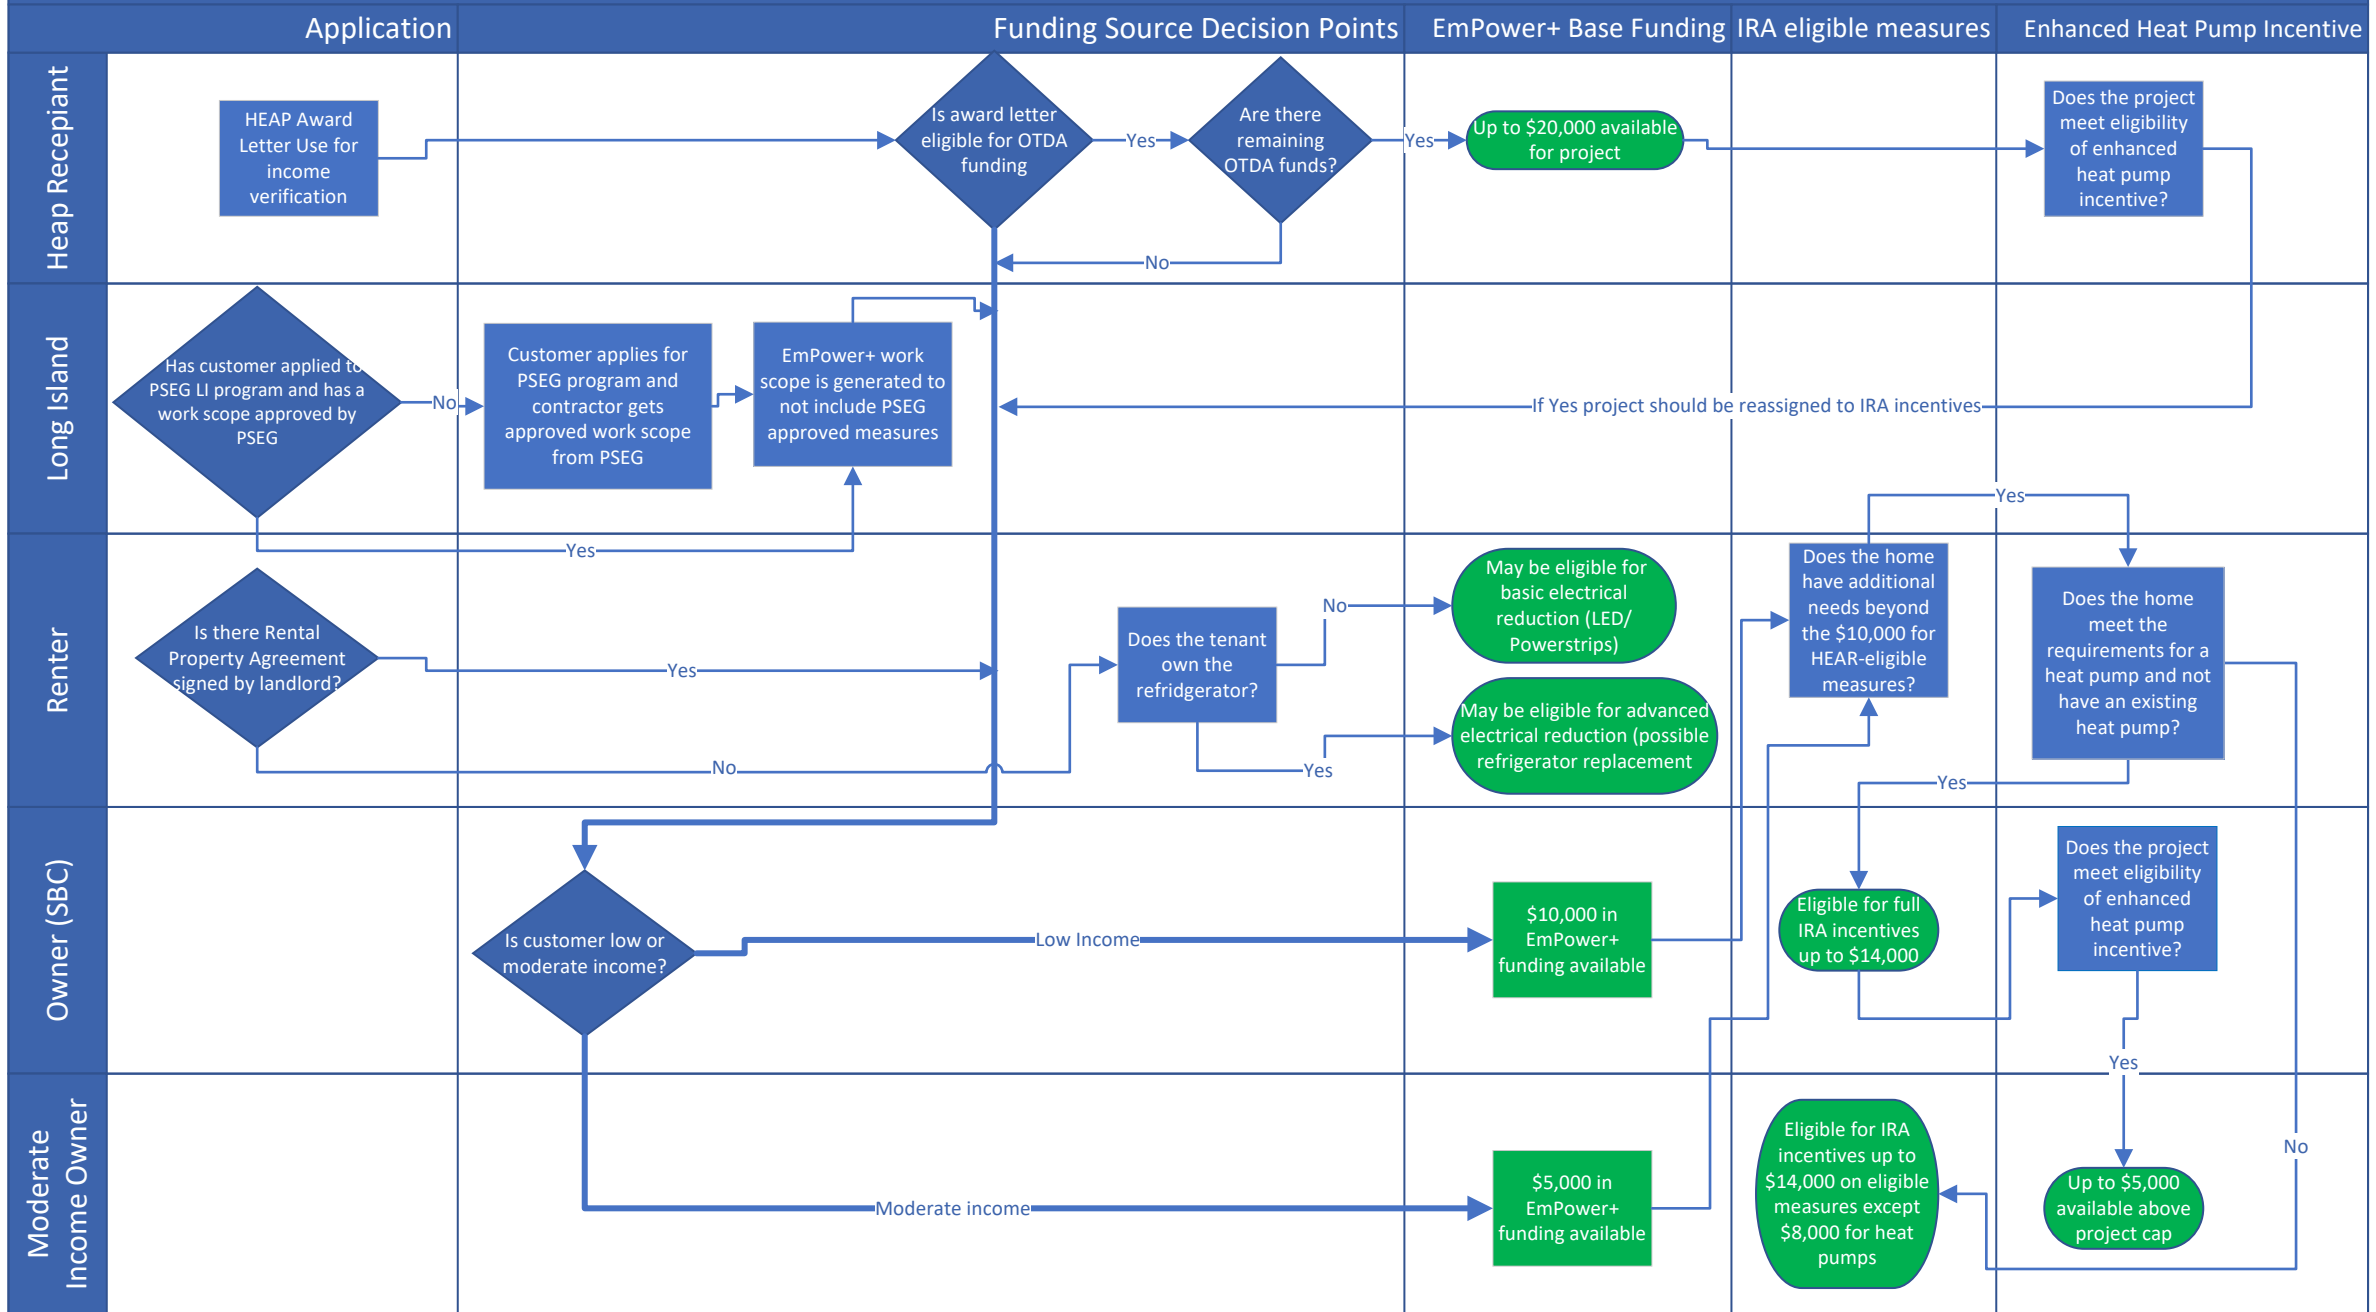 Application
Funding Source Decision Points
EmPower+ Base Funding
IRA eligible measures
Enhanced Heat Pump Incentive
Heap Recepiant
HEAP Award
Letter Use for
income
verification
Is award letter
eligible for OTDA
funding
Yes
Are there
remaining
OTDA funds?
Yes
Up to $20,000 available
for project
Does the project
meet eligibility
of enhanced
heat pump
incentive?
No
Long Island
Has customer applied to
PSEG LI program and has a
work scope approved by
PSEG
No
Customer applies for
PSEG program and
contractor gets
approved work scope
from PSEG
EmPower+ work
scope is generated to
not include PSEG
approved measures
If Yes project should be reassigned to IRA incentives
Yes
Yes
Renter
Is there Rental
Property Agreement
signed by landlord?
Yes
No
Does the tenant
own the
refridgerator?
No
Yes
May be eligible for
basic electrical
reduction (LED/
Powerstrips)
May be eligible for advanced
electrical reduction (possible
refrigerator replacement
Does the home
have additional
needs beyond
the $10,000 for
HEAR-eligible
measures?
Does the home
meet the
requirements for a
heat pump and not
have an existing
heat pump?
Yes
Owner (SBC)
Is customer low or
moderate income?
Low Income
$10,000 in
EmPower+
funding available
Eligible for full
IRA incentives
up to $14,000
Does the project
meet eligibility
of enhanced
heat pump
incentive?
Yes
Moderate
Income Owner
Moderate income
$5,000 in
EmPower+
funding available
Eligible for IRA
incentives up to
$14,000 on eligible
measures except
$8,000 for heat
pumps
Up to $5,000
available above
project cap
No